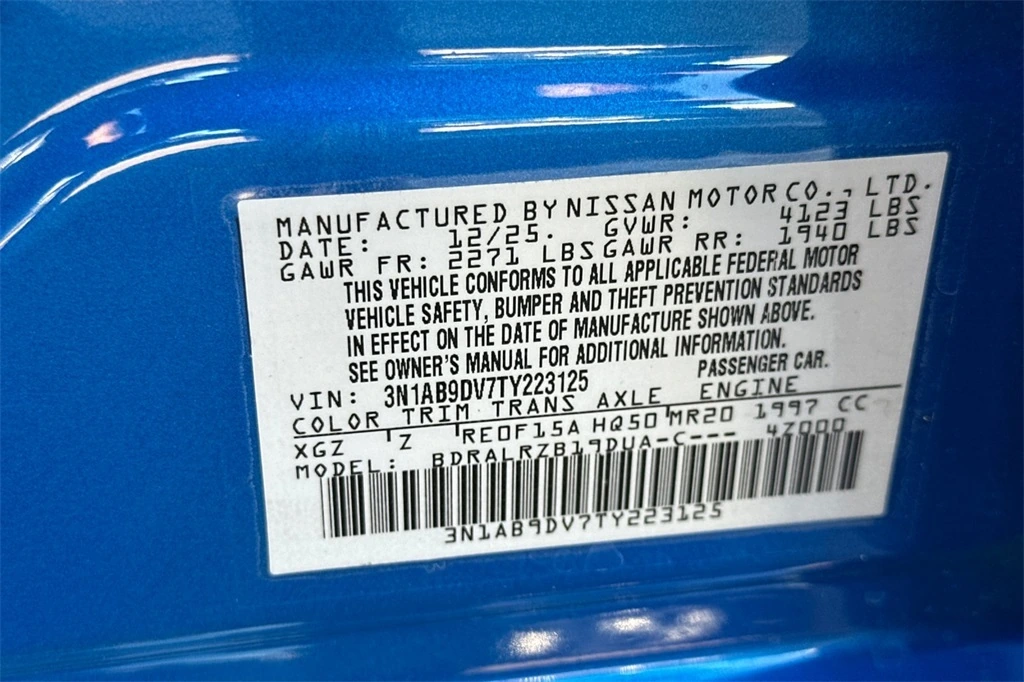 MANUFACTURED BY NISSAN MOTOR CO., LTD.
DATE: 12/25. GVWR: 4123 LBS
GAWR FR: 2271 LBS GAWR RR: 1940 LBS
THIS VEHICLE CONFORMS TO ALL APPLICABLE FEDERAL MOTOR
VEHICLE SAFETY, BUMPER AND THEFT PREVENTION STANDARDS
IN EFFECT ON THE DATE OF MANUFACTURE SHOWN ABOVE.
SEE OWNER'S MANUAL FOR ADDITIONAL INFORMATION.
VIN: 3N1AB9DV7TY223125 PASSENGER CAR.
COLOR TRIM TRANS AXLE ENGINE
XGZ Z RE0F15A HQ50 MR20 1997 CC
MODEL: BDRALRZB19DUA-C--- 4Z000
3N1AB9DV7TY223125